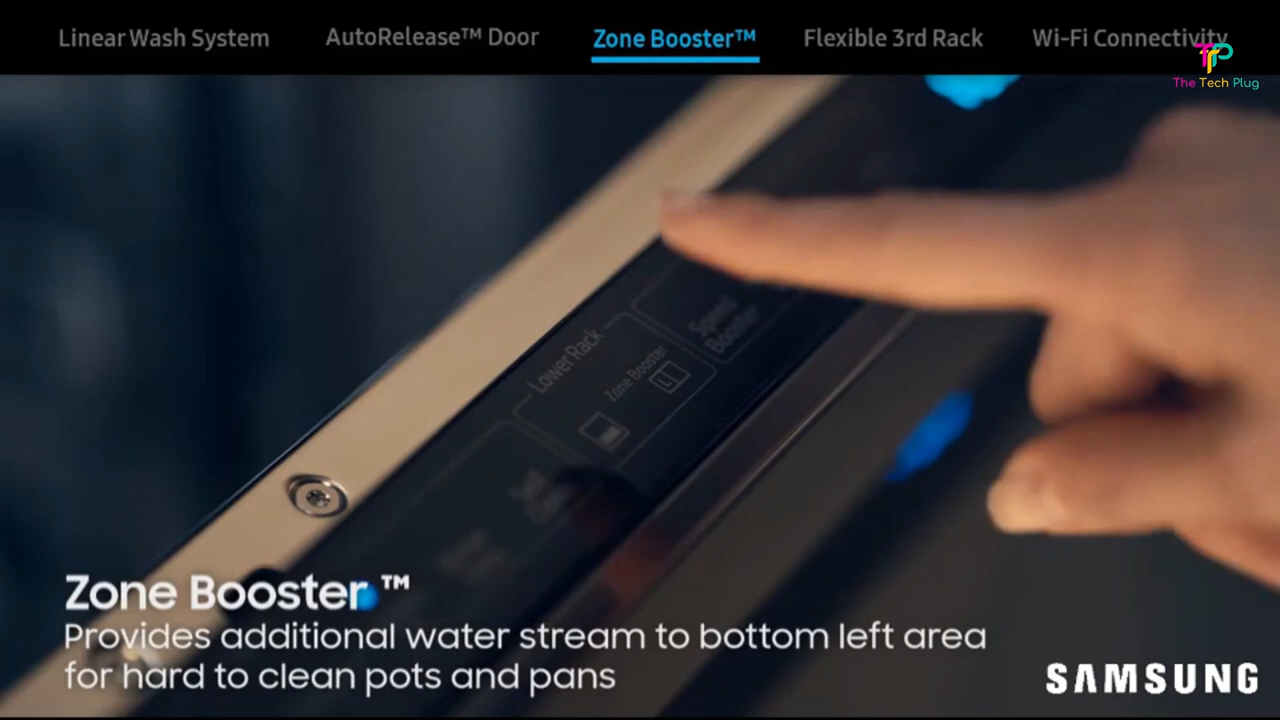 Linear Wash System AutoRelease™ Door Zone Booster™ Flexible 3rd Rack Wi-Fi Connectivity
The Tech Plug
Lower Rack
Zone Booster
Speed
Booster
Zone Booster™
Provides additional water stream to bottom left area
for hard to clean pots and pans
SAMSUNG